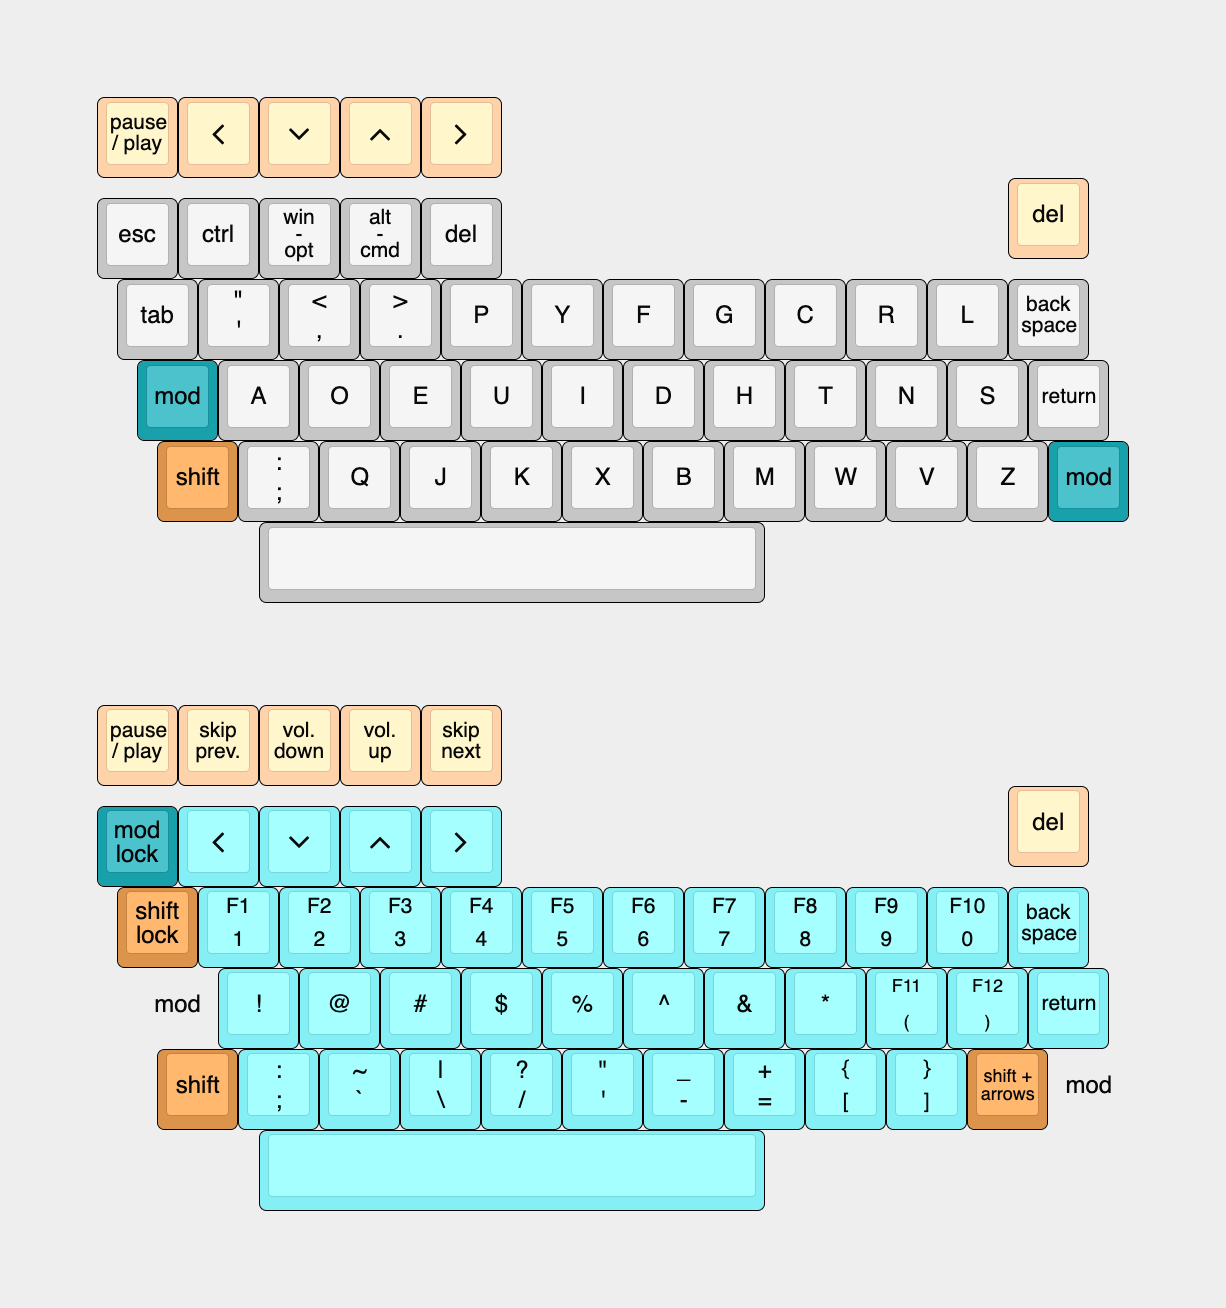 pause / play < ⌵ ^ >
del
esc ctrl win - opt alt - cmd del
tab " ' < , > . P Y F G C R L back space
mod A O E U I D H T N S return
shift : ; Q J K X B M W V Z mod
pause / play skip prev. vol. down vol. up skip next
del
mod lock < ⌵ ^ >
shift lock F1 1 F2 2 F3 3 F4 4 F5 5 F6 6 F7 7 F8 8 F9 9 F10 0 back space
mod ! @ # $ % ^ & * F11 ( F12 ) return
shift : ; ~ ` | \ ? / " ' _ - + = { [ } ] shift + arrows mod